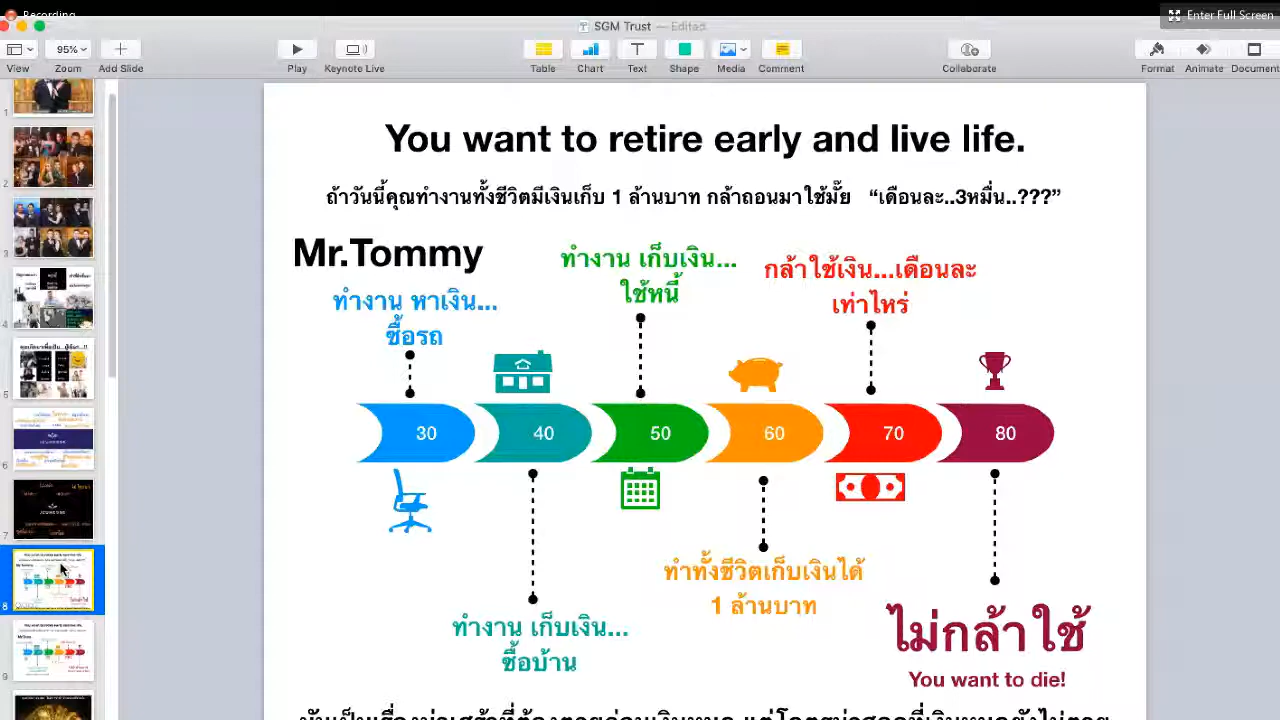 Recording
SGM Trust — Edited
Enter Full Screen
95%
View
Zoom
Add Slide
Play
Keynote Live
Table
Chart
Text
Shape
Media
Comment
Collaborate
Format
Animate
Document
1
2
3
4
5
6
7
8
9
You want to retire early and live life.
ถ้าวันนี้คุณทำงานทั้งชีวิตมีเงินเก็บ 1 ล้านบาท กล้าถอนมาใช้มั๊ย “เดือนละ..3หมื่น..???”
Mr.Tommy
ทำงาน หาเงิน...
ซื้อรถ
ทำงาน เก็บเงิน...
ใช้หนี้
กล้าใช้เงิน...เดือนละ
เท่าไหร่
30
40
50
60
70
80
ทำงาน เก็บเงิน...
ซื้อบ้าน
ทำทั้งชีวิตเก็บเงินได้
1 ล้านบาท
ไม่กล้าใช้
You want to die!